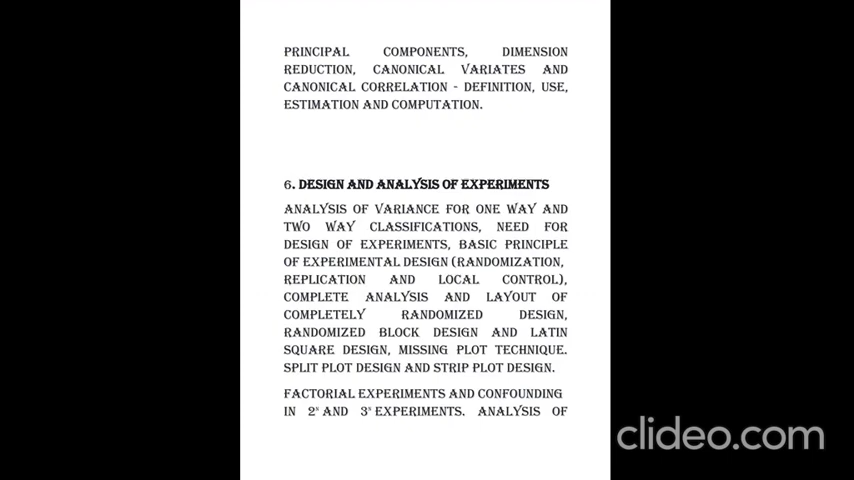 PRINCIPAL COMPONENTS, DIMENSION
REDUCTION, CANONICAL VARIATES AND
CANONICAL CORRELATION - DEFINITION, USE,
ESTIMATION AND COMPUTATION.
6. DESIGN AND ANALYSIS OF EXPERIMENTS
ANALYSIS OF VARIANCE FOR ONE WAY AND
TWO WAY CLASSIFICATIONS, NEED FOR
DESIGN OF EXPERIMENTS, BASIC PRINCIPLE
OF EXPERIMENTAL DESIGN (RANDOMIZATION,
REPLICATION AND LOCAL CONTROL),
COMPLETE ANALYSIS AND LAYOUT OF
COMPLETELY RANDOMIZED DESIGN,
RANDOMIZED BLOCK DESIGN AND LATIN
SQUARE DESIGN, MISSING PLOT TECHNIQUE.
SPLIT PLOT DESIGN AND STRIP PLOT DESIGN.
FACTORIAL EXPERIMENTS AND CONFOUNDING
IN 2ˣ AND 3ˣ EXPERIMENTS. ANALYSIS OF
clideo.com